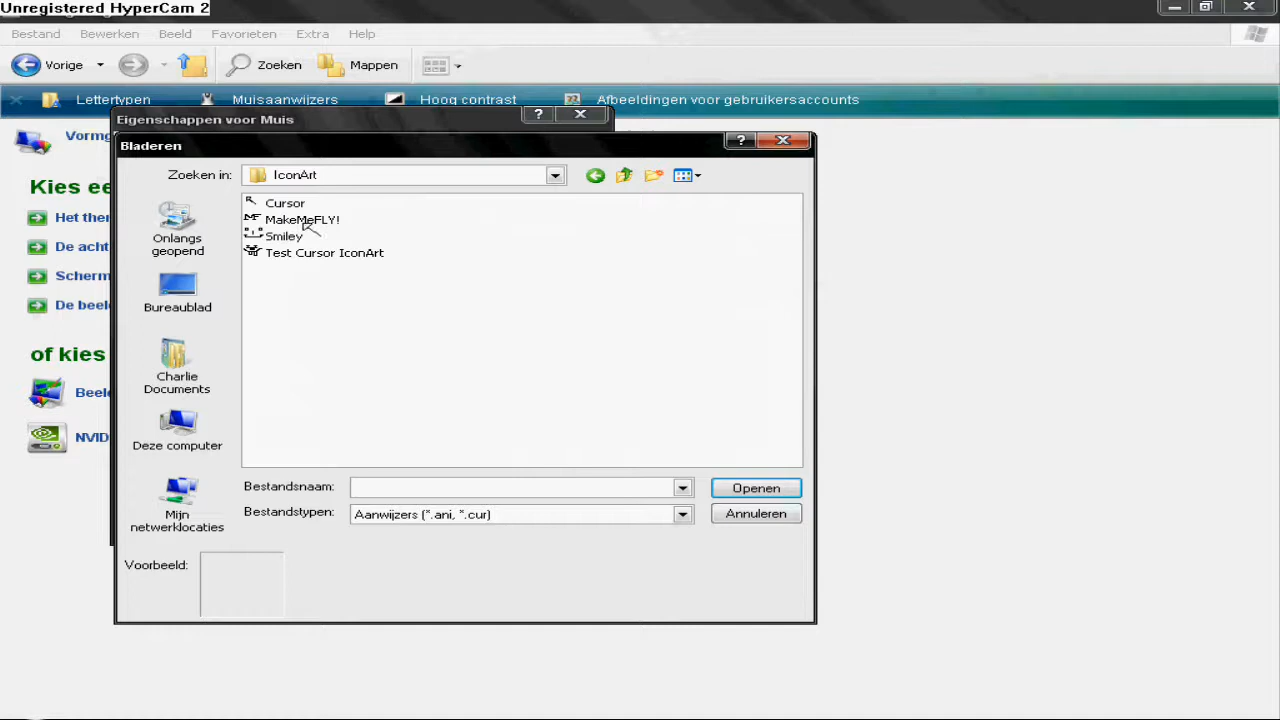 Unregistered HyperCam 2
Bestand Bewerken Beeld Favorieten Extra Help
Vorige Zoeken Mappen
Lettertypen Muisaanwijzers Hoog contrast Afbeeldingen voor gebruikersaccounts
Eigenschappen voor Muis
Bladeren
Zoeken in: IconArt
Cursor
MakeMeFLY!
Smiley
Test Cursor IconArt
Onlangs
geopend
Bureaublad
Charlie
Documents
Deze computer
Mijn
netwerklocaties
Bestandsnaam:
Openen
Bestandstypen: Aanwijzers (*.ani, *.cur)
Annuleren
Voorbeeld:
Vormg
Kies ee
Het ther
De acht
Scherm
De beel
of kies
Beele
NVID